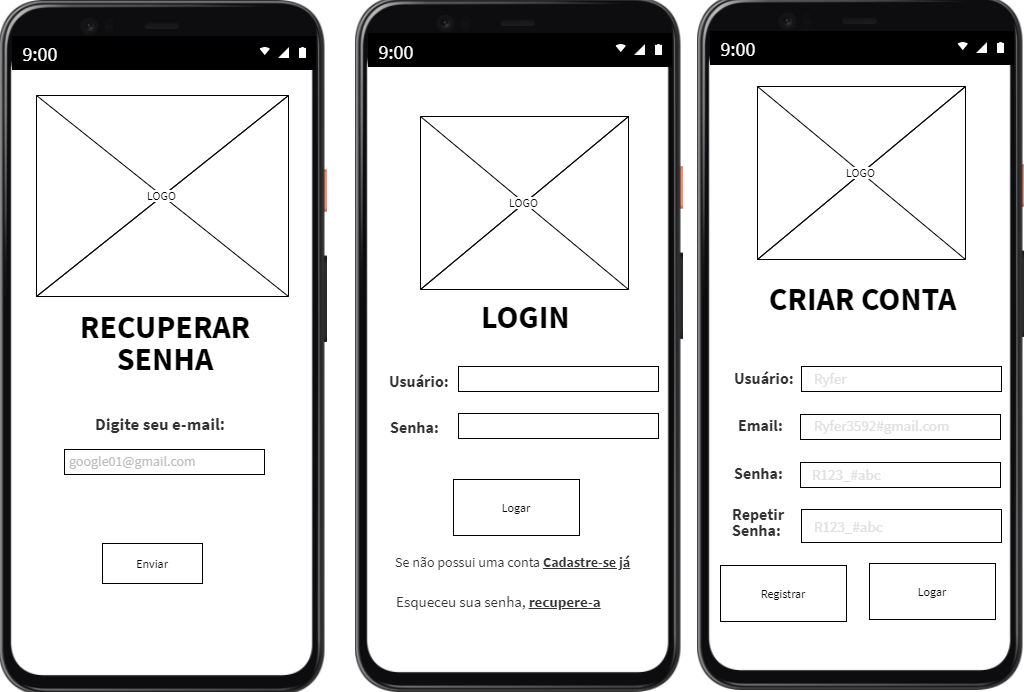 9:00
LOGO
RECUPERAR
SENHA
Digite seu e-mail:
google01@gmail.com
Enviar
9:00
LOGO
LOGIN
Usuário:
Senha:
Logar
Se não possui uma conta Cadastre-se já
Esqueceu sua senha, recupere-a
9:00
LOGO
CRIAR CONTA
Usuário: Ryfer
Email: Ryfer3592#gmail.com
Senha: R123_#abc
Repetir
Senha: R123_#abc
Registrar Logar